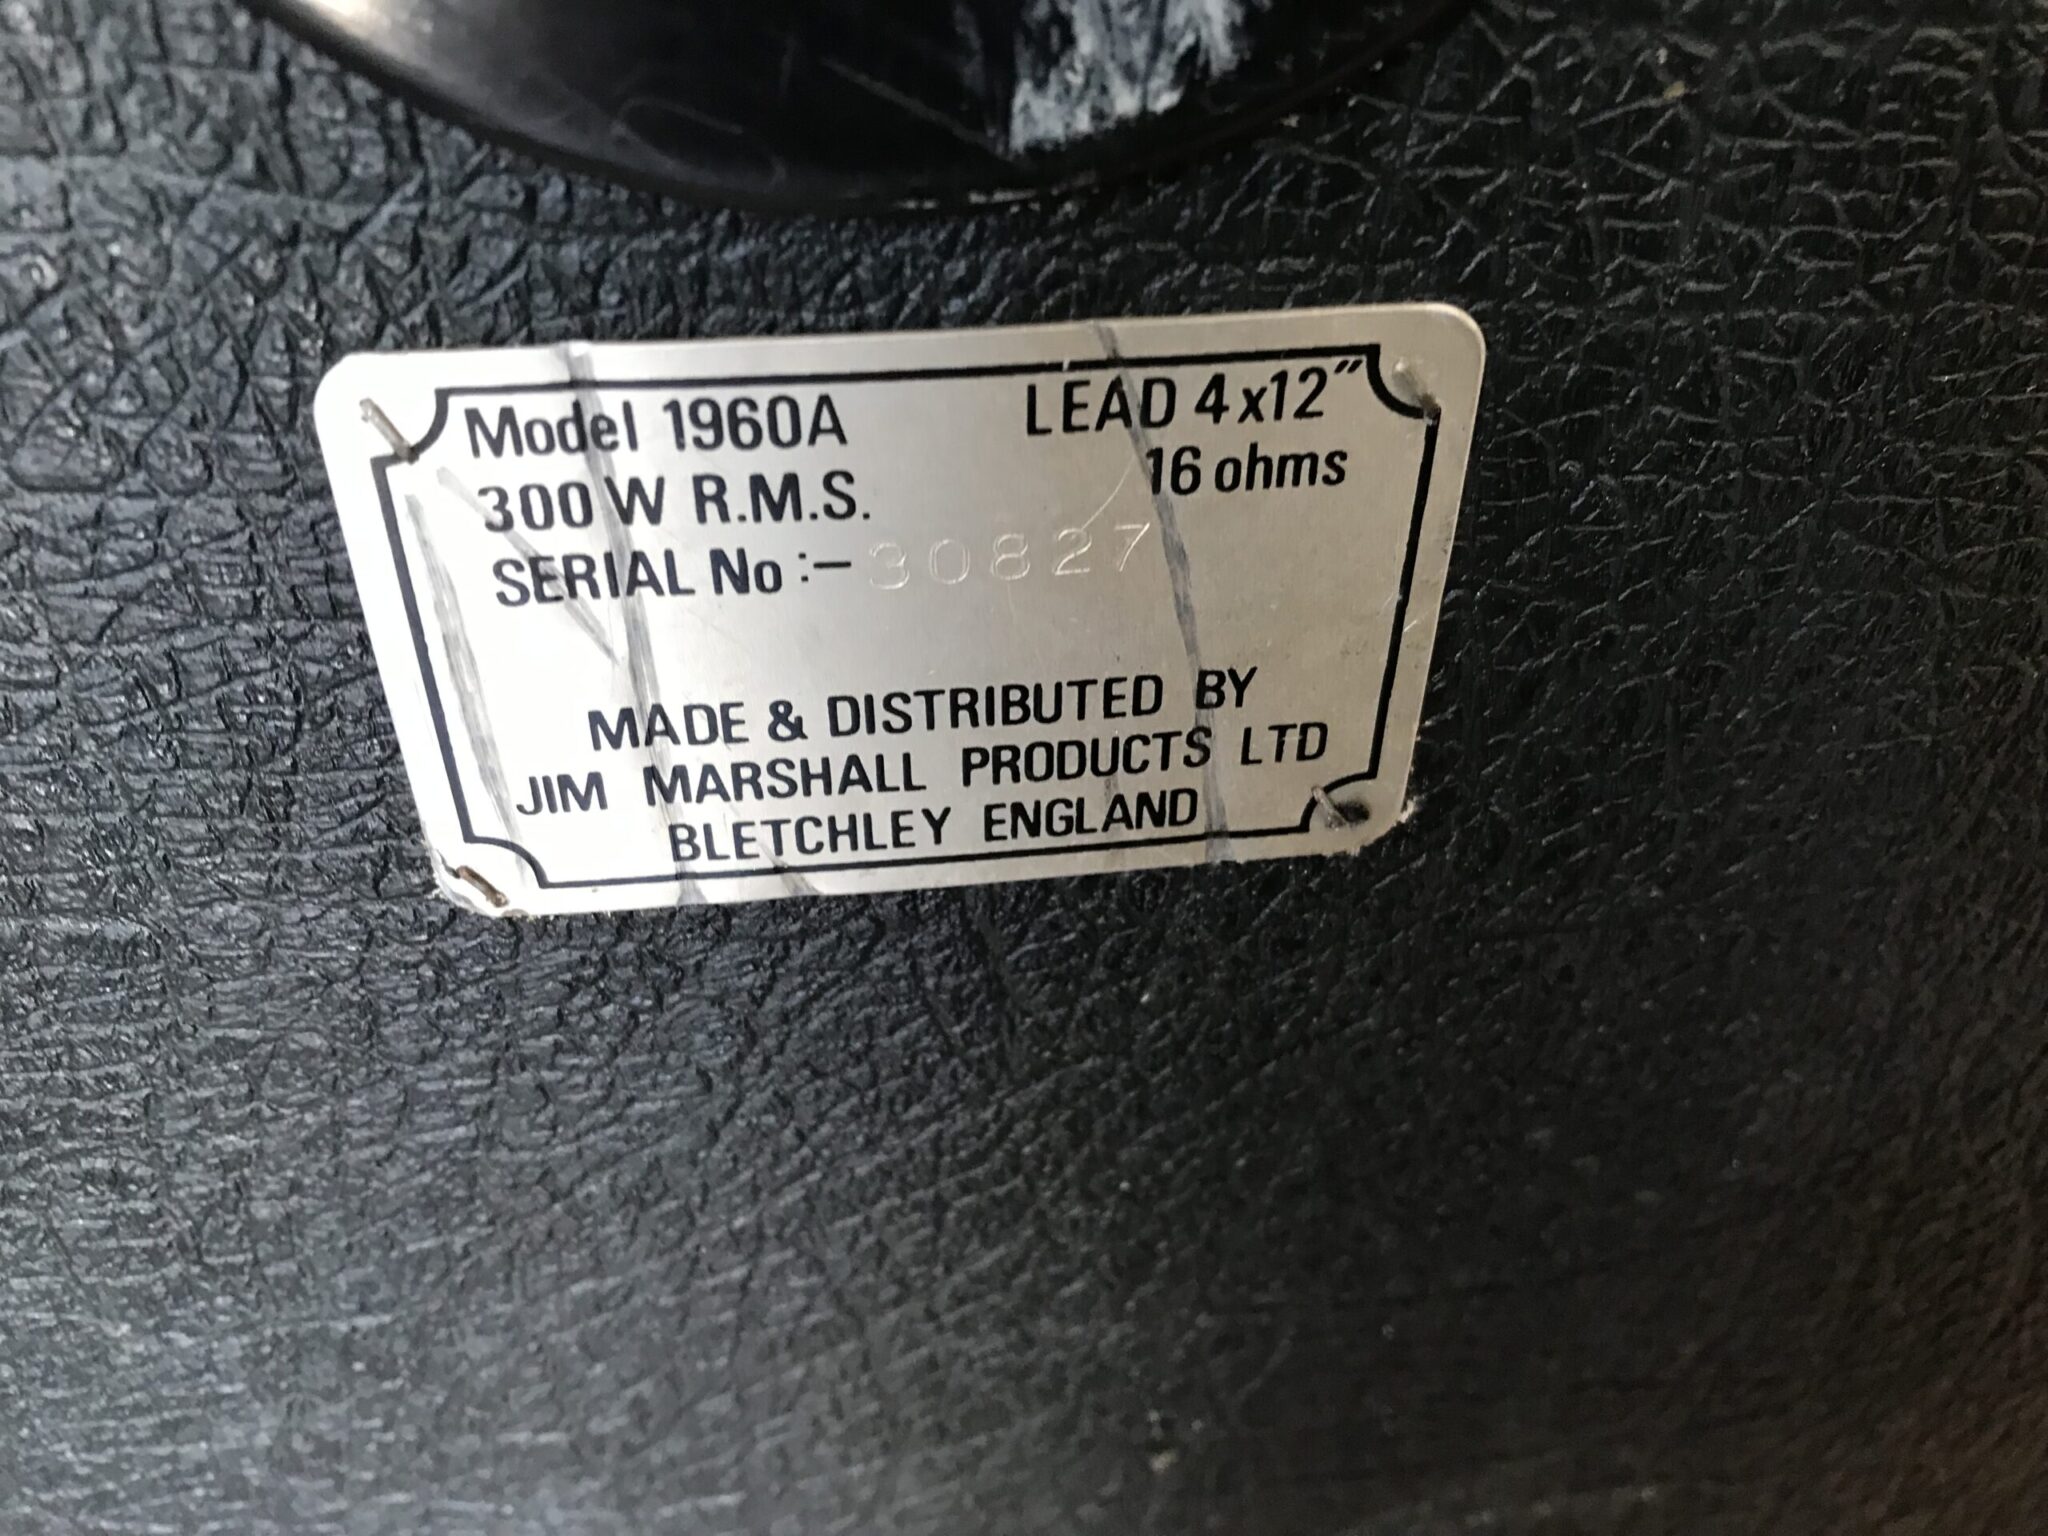 Model 1960A LEAD 4x12"
300 W R.M.S. 16 ohms
SERIAL No :- 30827
MADE & DISTRIBUTED BY
JIM MARSHALL PRODUCTS LTD
BLETCHLEY ENGLAND